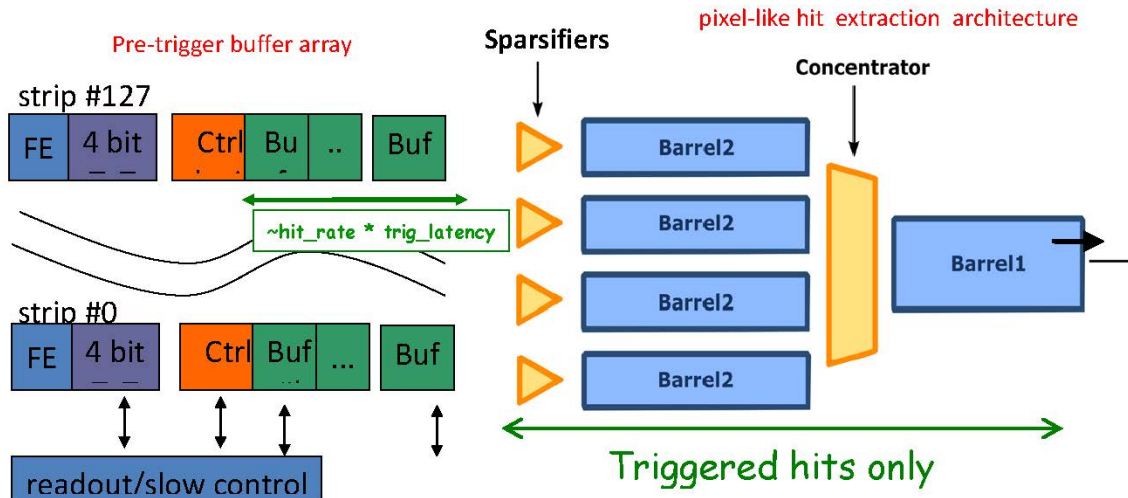 pixel-like hit extraction architecture
Pre-trigger buffer array
Sparsifiers
Concentrator
strip #127
FE
4 bit
Ctrl
Bu
..
Buf
~hit_rate * trig_latency
Barrel2
Barrel2
Barrel2
Barrel2
Barrel1
strip #0
FE
4 bit
Ctrl
Buf
...
Buf
Triggered hits only
readout/slow control